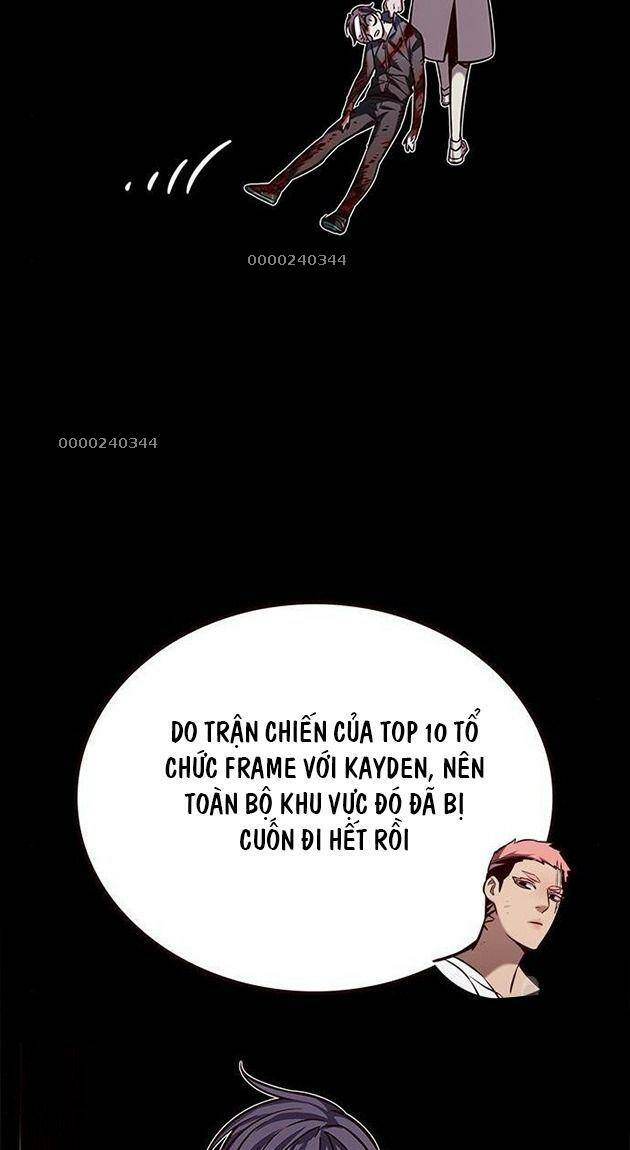 0000240344
0000240344
DO TRẬN CHIẾN CỦA TOP 10 TỔ
CHỨC FRAME VỚI KAYDEN, NÊN
TOÀN BỘ KHU VỰC ĐÓ ĐÃ BỊ
CUỐN ĐI HẾT RỒI